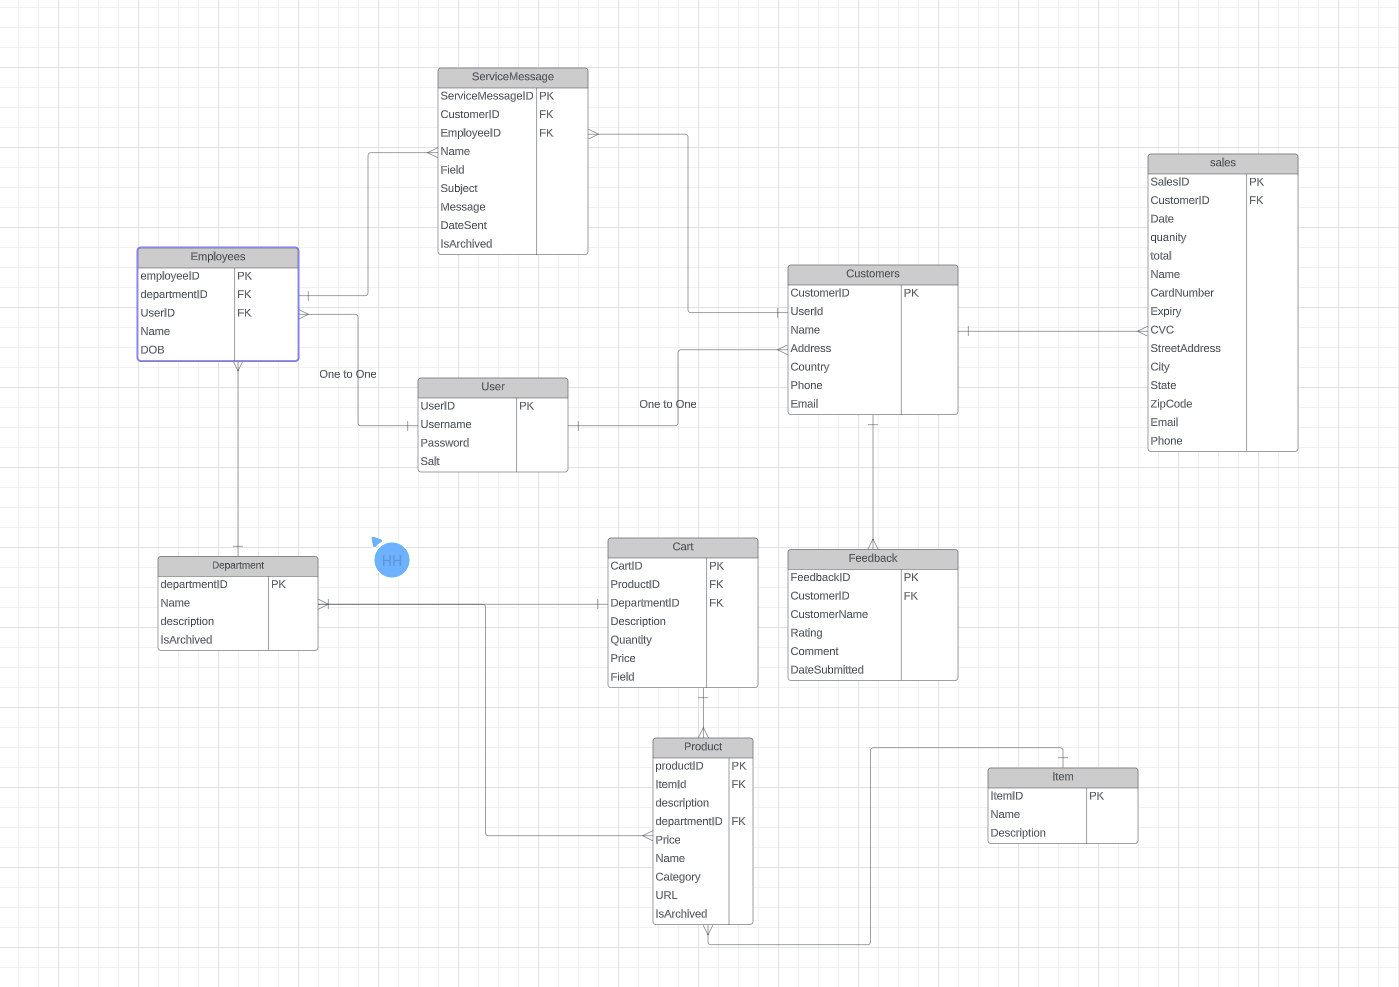 ServiceMessage
ServiceMessageID PK
CustomerID FK
EmployeeID FK
Name
Field
Subject
Message
DateSent
IsArchived
sales
SalesID PK
CustomerID FK
Date
quanity
total
Name
CardNumber
Expiry
CVC
StreetAddress
City
State
ZipCode
Email
Phone
Employees
employeeID PK
departmentID FK
UserID FK
Name
DOB
Customers
CustomerID PK
UserId
Name
Address
Country
Phone
Email
One to One
User
UserID PK
Username
Password
Salt
One to One
Department
departmentID PK
Name
description
IsArchived
HH
Cart
CartID PK
ProductID FK
DepartmentID FK
Description
Quantity
Price
Field
Feedback
FeedbackID PK
CustomerID FK
CustomerName
Rating
Comment
DateSubmitted
Product
productID PK
ItemId FK
description
departmentID FK
Price
Name
Category
URL
IsArchived
Item
ItemID PK
Name
Description